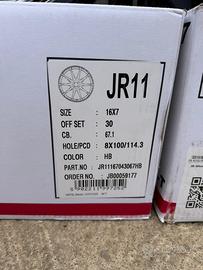 JR11
SIZE : 16X7
OFF SET : 30
CB. : 67.1
HOLE/PCD : 8X100/114.3
COLOR : HB
PART.NO : JR11167043067HB
ORDER NO. : JB00059177